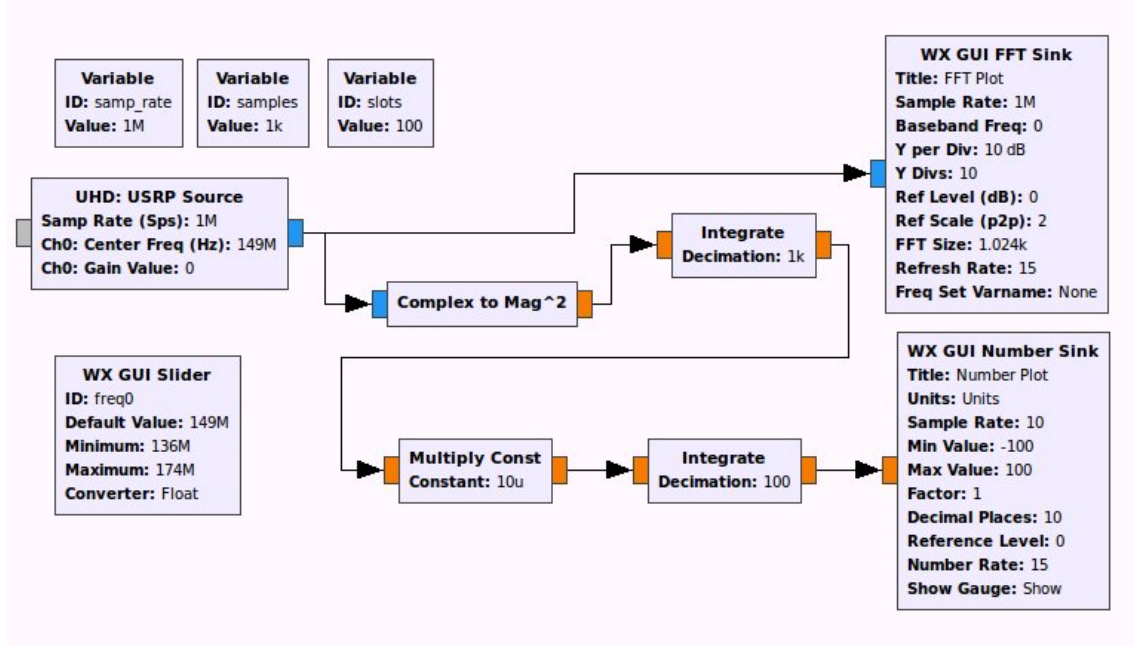 Variable
ID: samp_rate
Value: 1M
Variable
ID: samples
Value: 1k
Variable
ID: slots
Value: 100
WX GUI FFT Sink
Title: FFT Plot
Sample Rate: 1M
Baseband Freq: 0
Y per Div: 10 dB
Y Divs: 10
Ref Level (dB): 0
Ref Scale (p2p): 2
FFT Size: 1.024k
Refresh Rate: 15
Freq Set Varname: None
UHD: USRP Source
Samp Rate (Sps): 1M
Ch0: Center Freq (Hz): 149M
Ch0: Gain Value: 0
Integrate
Decimation: 1k
Complex to Mag^2
WX GUI Slider
ID: freq0
Default Value: 149M
Minimum: 136M
Maximum: 174M
Converter: Float
Multiply Const
Constant: 10u
Integrate
Decimation: 100
WX GUI Number Sink
Title: Number Plot
Units: Units
Sample Rate: 10
Min Value: -100
Max Value: 100
Factor: 1
Decimal Places: 10
Reference Level: 0
Number Rate: 15
Show Gauge: Show